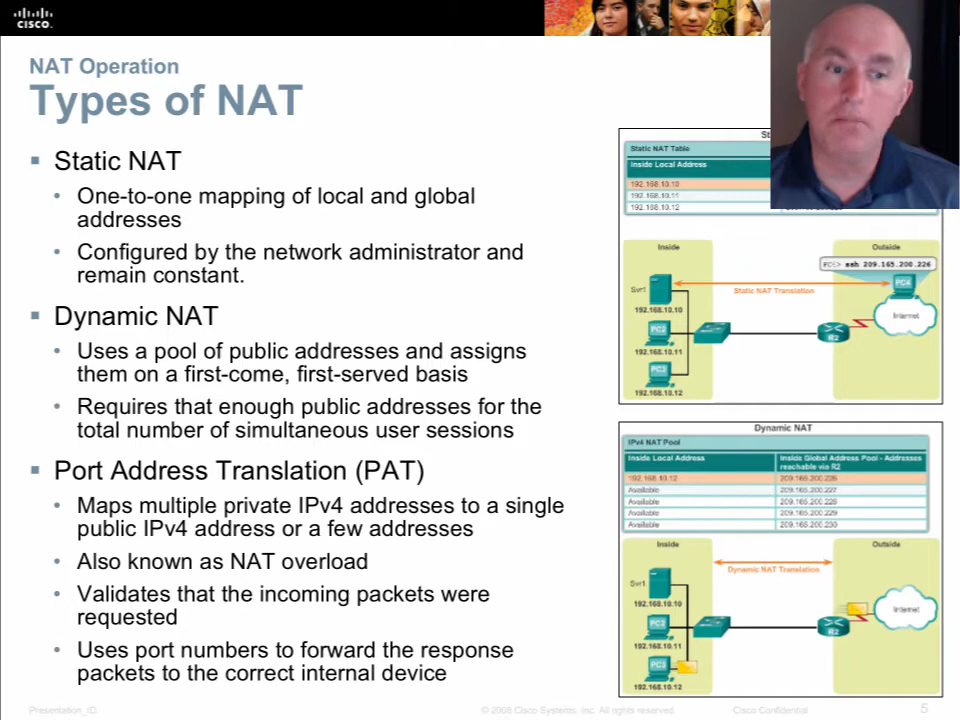 CISCO
NAT Operation
Types of NAT
Static NAT
One-to-one mapping of local and global
addresses
Configured by the network administrator and
remain constant.
Dynamic NAT
Uses a pool of public addresses and assigns
them on a first-come, first-served basis
Requires that enough public addresses for the
total number of simultaneous user sessions
Port Address Translation (PAT)
Maps multiple private IPv4 addresses to a single
public IPv4 address or a few addresses
Also known as NAT overload
Validates that the incoming packets were
requested
Uses port numbers to forward the response
packets to the correct internal device
Static NAT Table
Inside Local Address
192.168.10.10
192.168.10.11
192.168.10.12
Inside
Outside
PC4> ssh 209.165.200.226
Svr1
Static NAT Translation
PC4
Internet
192.168.10.10
PC2
R2
192.168.10.11
PC3
192.168.10.12
Dynamic NAT
IPv4 NAT Pool
Inside Local Address
Inside Global Address Pool - Addresses
reachable via R2
192.168.10.12 209.165.200.226
Available 209.165.200.227
Available 209.165.200.228
Available 209.165.200.229
Available 209.165.200.230
Inside
Outside
Dynamic NAT Translation
Svr1
192.168.10.10
Internet
PC2
R2
192.168.10.11
PC3
192.168.10.12
Presentation_ID
© 2008 Cisco Systems, Inc. All rights reserved.
Cisco Confidential
5